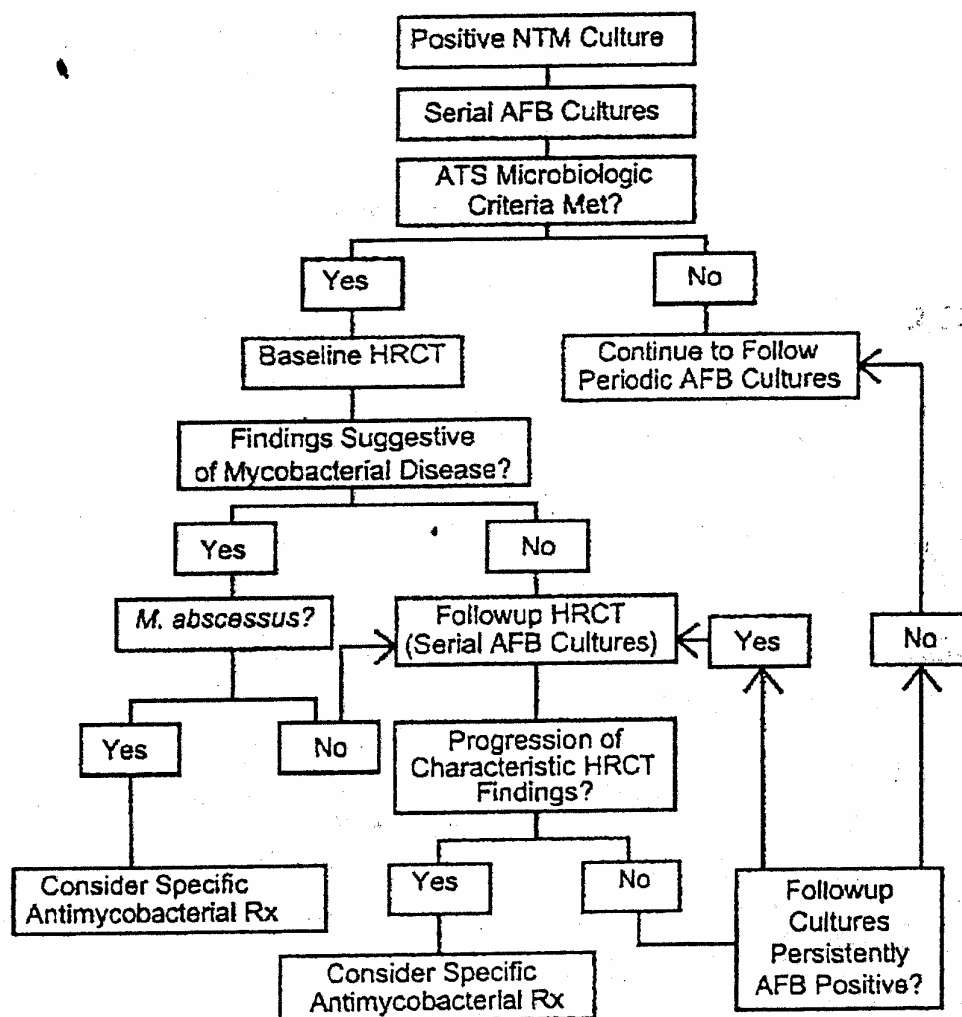 Positive NTM Culture
Serial AFB Cultures
ATS Microbiologic
Criteria Met?
Yes
No
Baseline HRCT
Continue to Follow
Periodic AFB Cultures
Findings Suggestive
of Mycobacterial Disease?
Yes
No
M. abscessus?
Followup HRCT
(Serial AFB Cultures)
Yes
No
Yes
No
Progression of
Characteristic HRCT
Findings?
Yes
No
Consider Specific
Antimycobacterial Rx
Followup
Cultures
Persistently
AFB Positive?
Consider Specific
Antimycobacterial Rx